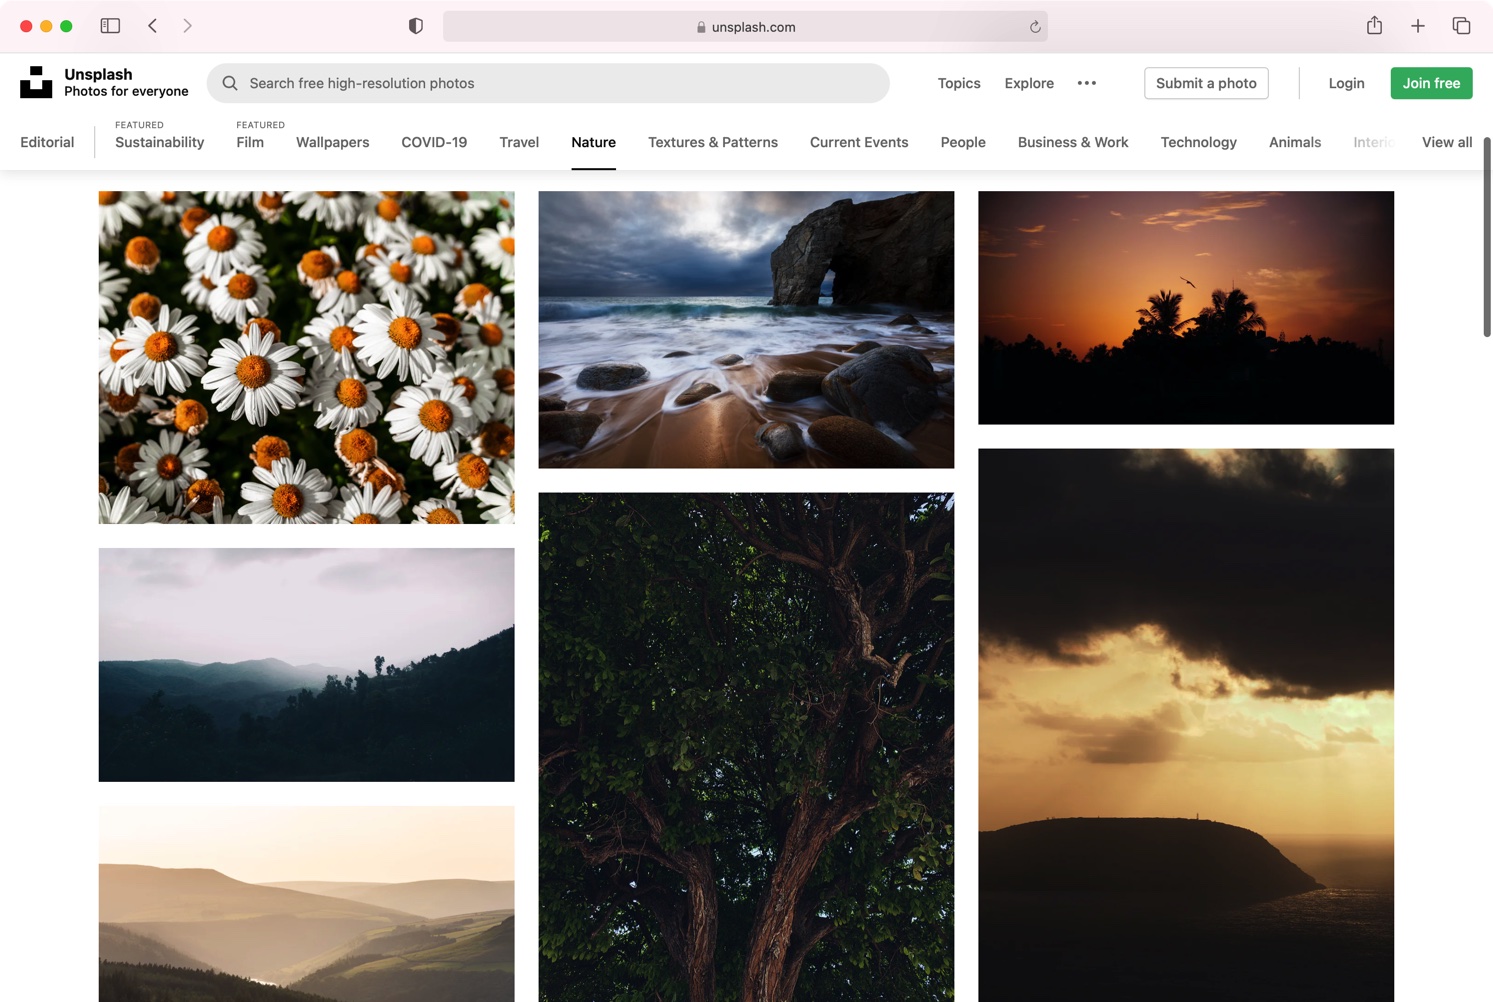 unsplash.com
Unsplash
Photos for everyone
Search free high-resolution photos
Topics
Explore
Submit a photo
Login
Join free
Editorial
FEATURED
Sustainability
FEATURED
Film
Wallpapers
COVID-19
Travel
Nature
Textures & Patterns
Current Events
People
Business & Work
Technology
Animals
Interio
View all